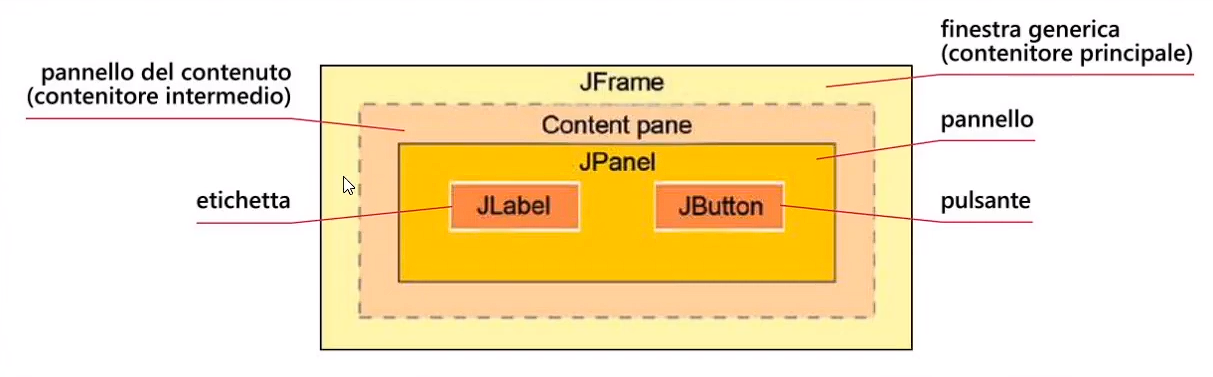 finestra generica
(contenitore principale)
pannello del contenuto
(contenitore intermedio)
JFrame
Content pane
pannello
JPanel
etichetta
JLabel
JButton
pulsante